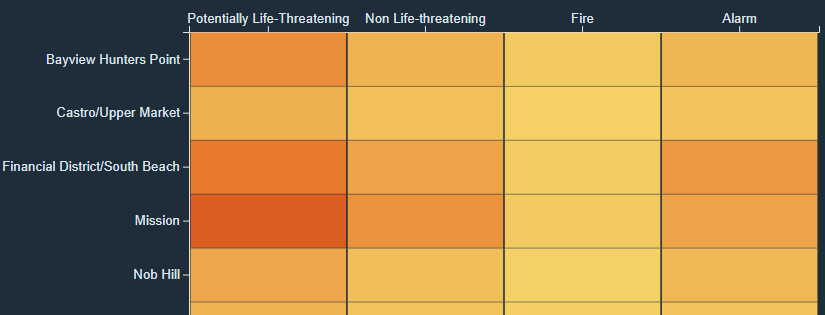 Potentially Life-Threatening Non Life-threatening Fire Alarm
Bayview Hunters Point
Castro/Upper Market
Financial District/South Beach
Mission
Nob Hill